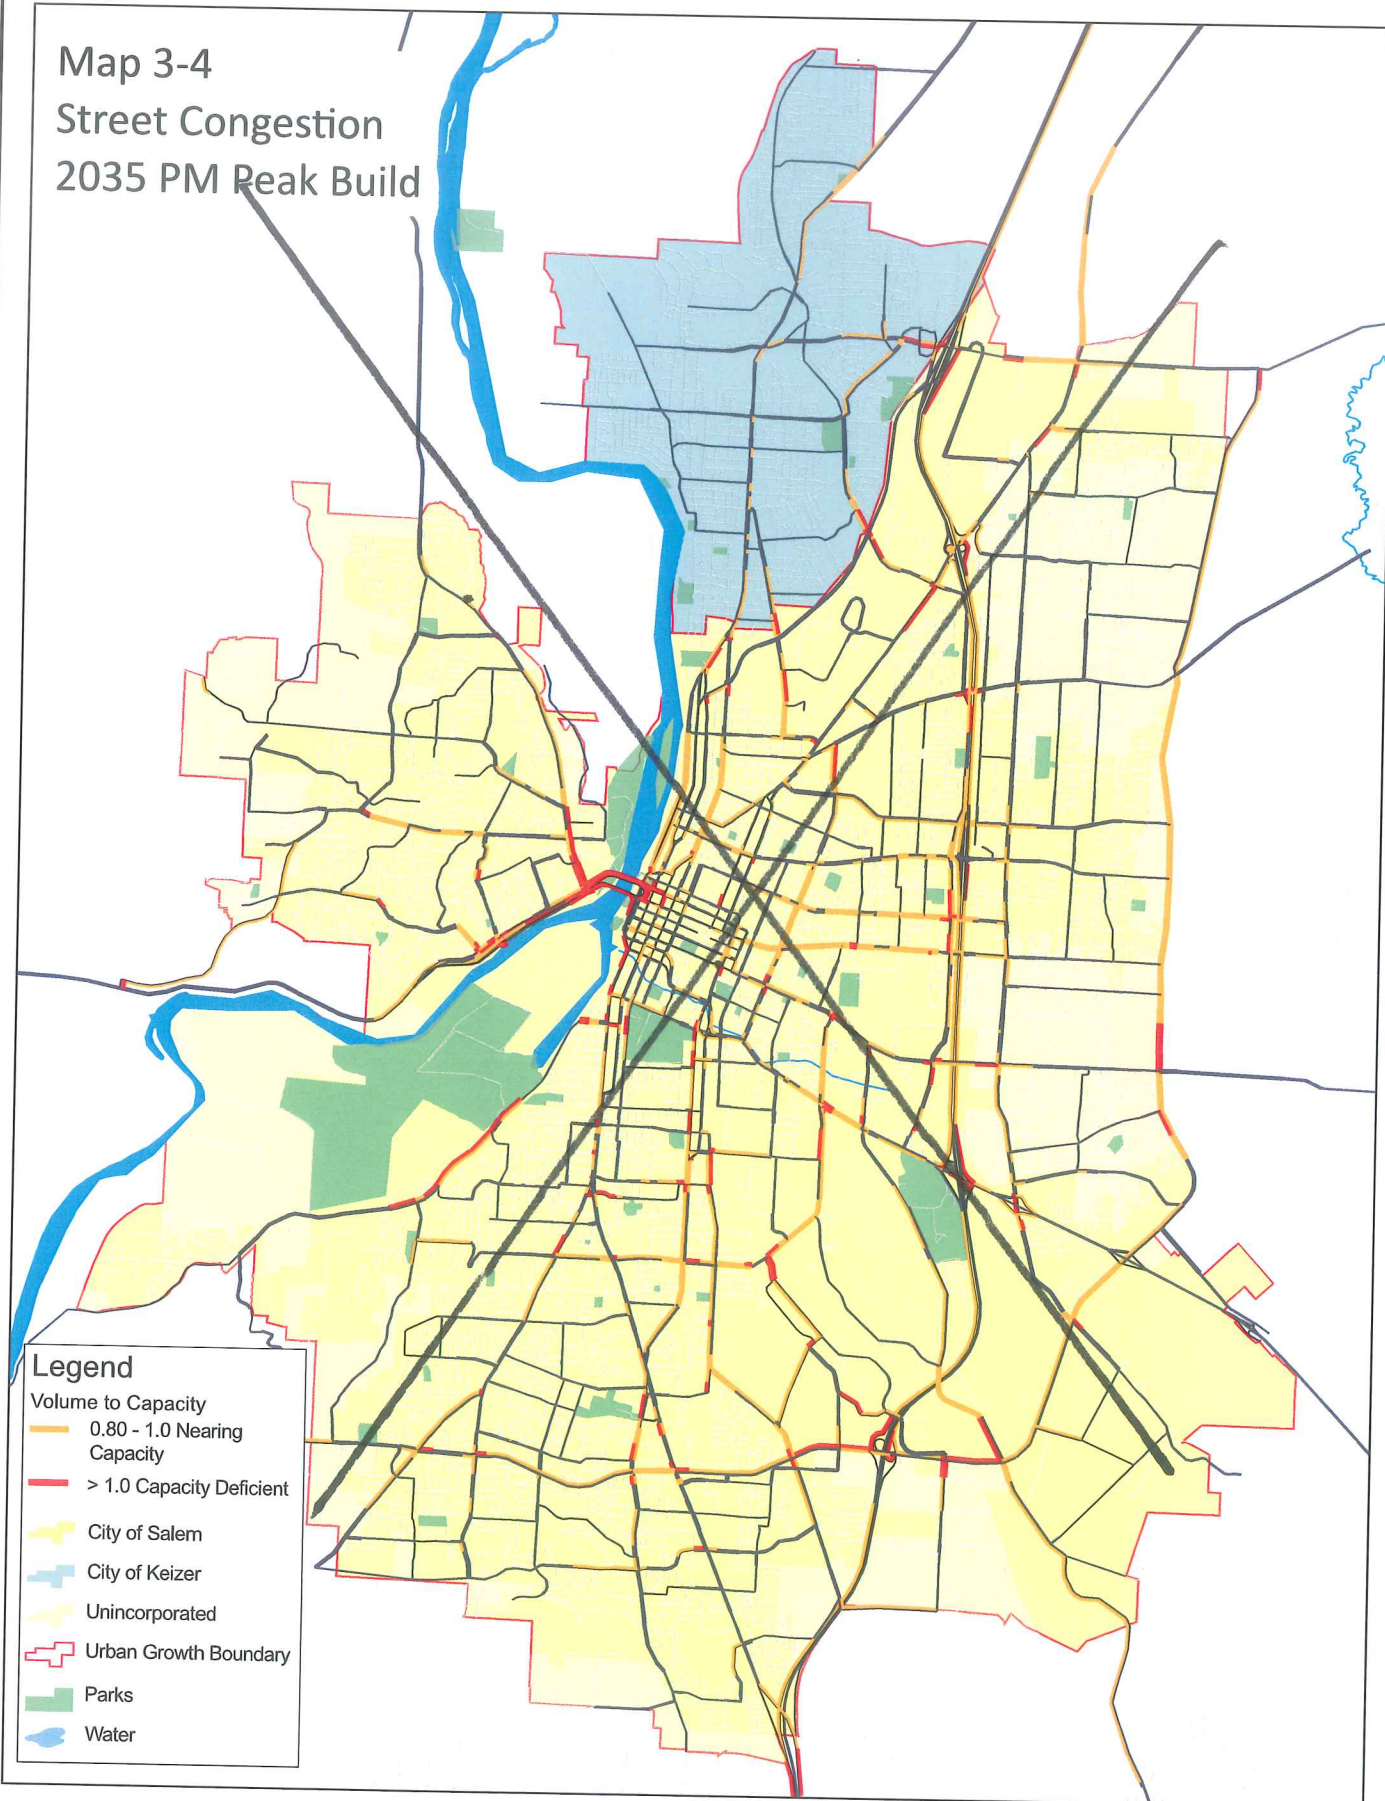 Map 3-4
Street Congestion
2035 PM Peak Build
Legend
Volume to Capacity
0.80 - 1.0 Nearing
Capacity
> 1.0 Capacity Deficient
City of Salem
City of Keizer
Unincorporated
Urban Growth Boundary
Parks
Water